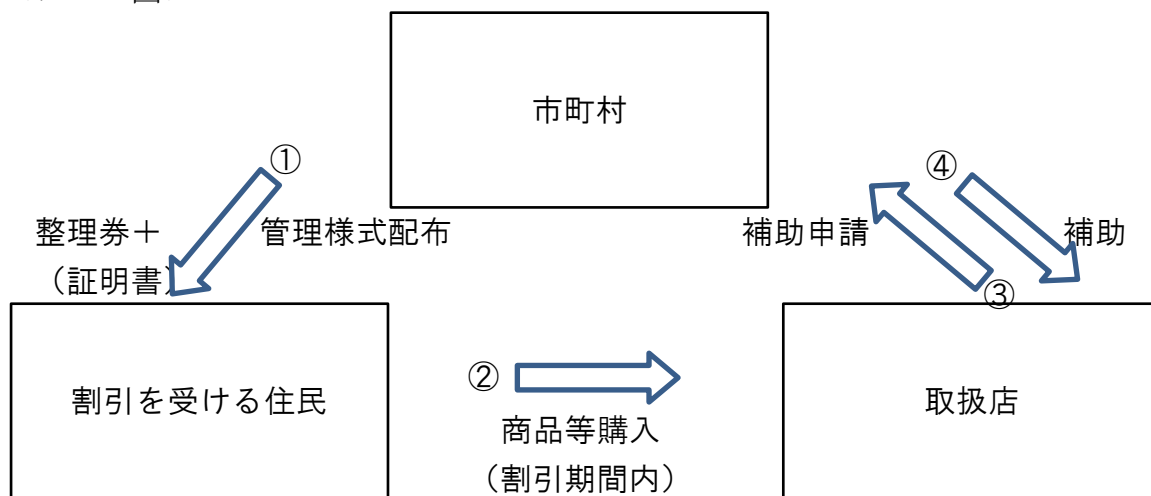 市町村
①
④
整理券＋
管理様式配布
補助申請
補助
（証明書）
③
割引を受ける住民
②
取扱店
商品等購入
（割引期間内）